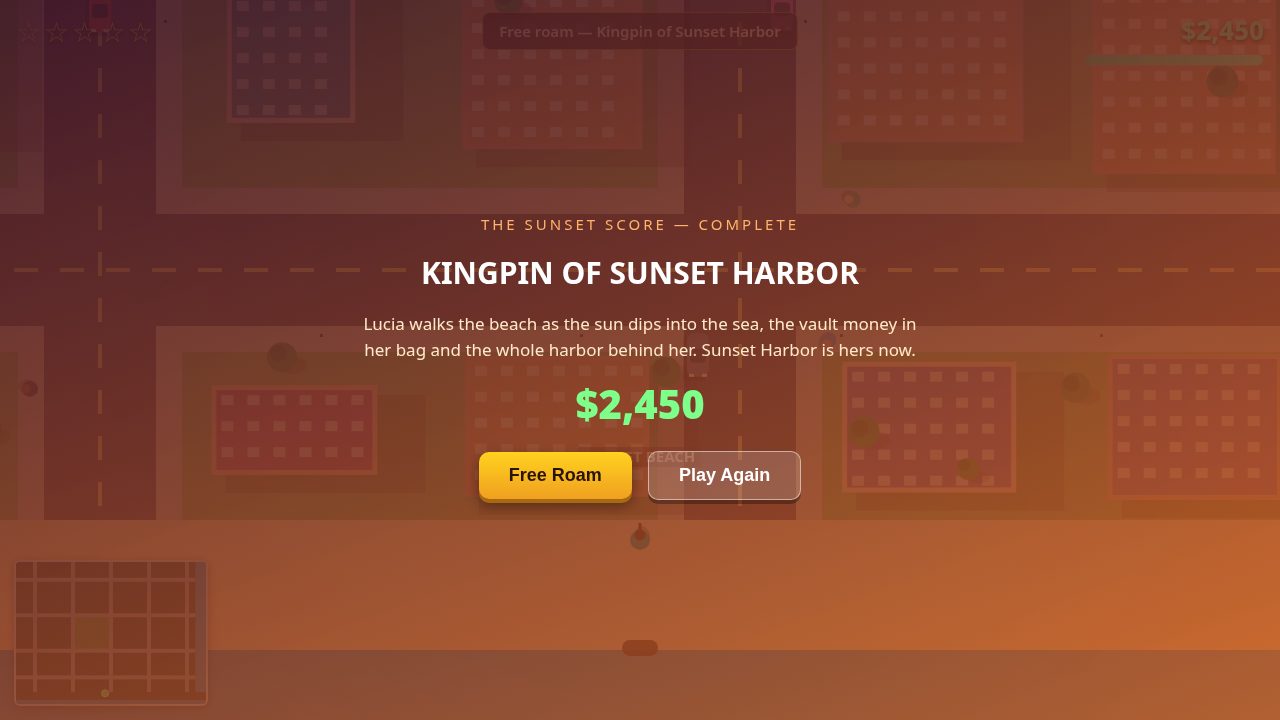 Free roam — Kingpin of Sunset Harbor
$2,450
THE SUNSET SCORE — COMPLETE
KINGPIN OF SUNSET HARBOR
Lucia walks the beach as the sun dips into the sea, the vault money in
her bag and the whole harbor behind her. Sunset Harbor is hers now.
$2,450
BEACH
Free Roam
Play Again